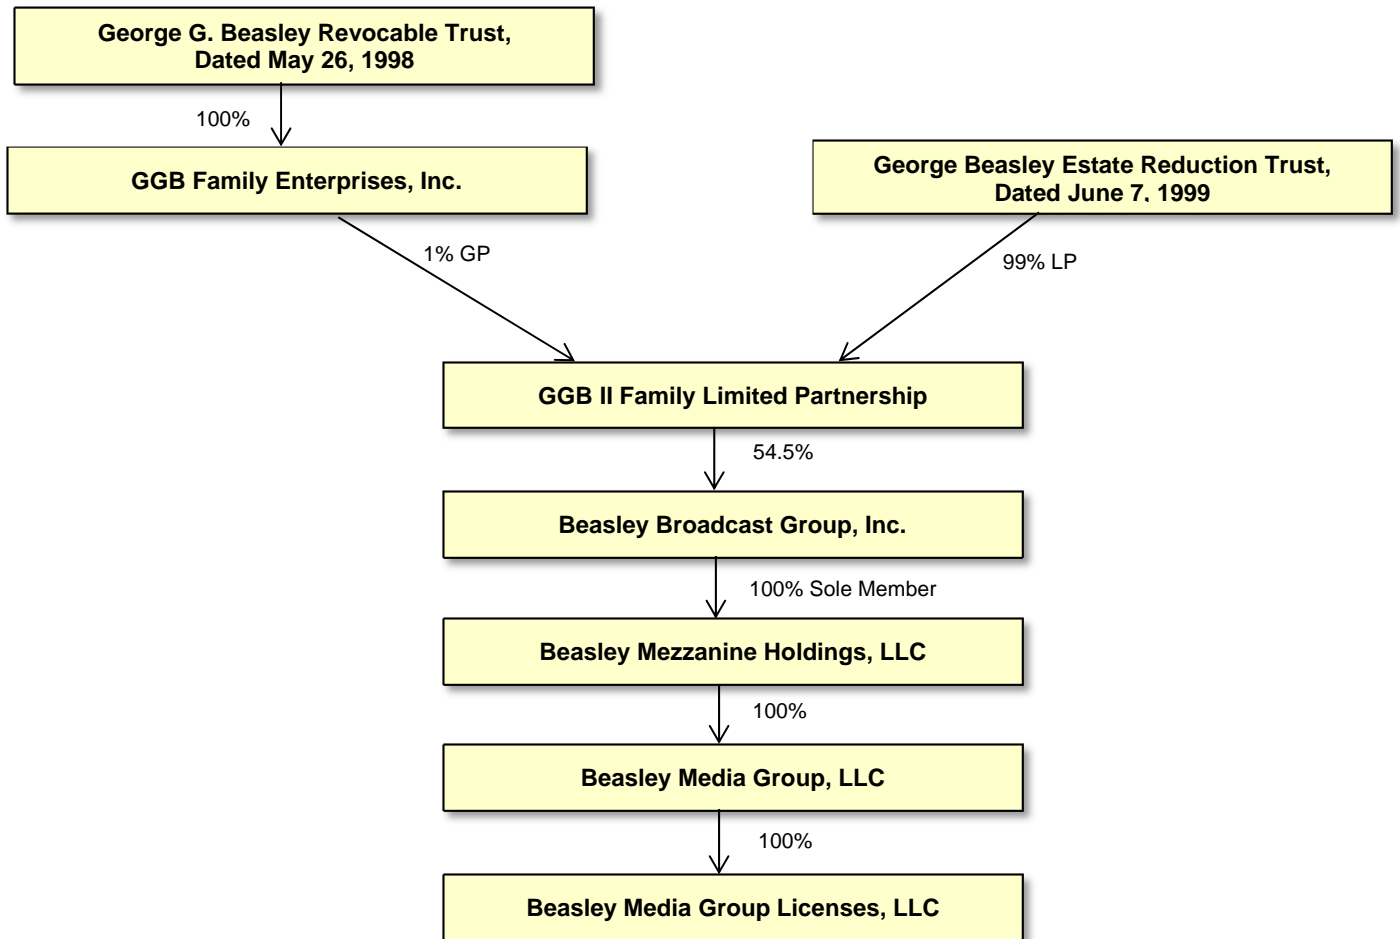 George G. Beasley Revocable Trust,
Dated May 26, 1998
100%
GGB Family Enterprises, Inc.
George Beasley Estate Reduction Trust,
Dated June 7, 1999
1% GP
99% LP
GGB II Family Limited Partnership
54.5%
Beasley Broadcast Group, Inc.
100% Sole Member
Beasley Mezzanine Holdings, LLC
100%
Beasley Media Group, LLC
100%
Beasley Media Group Licenses, LLC